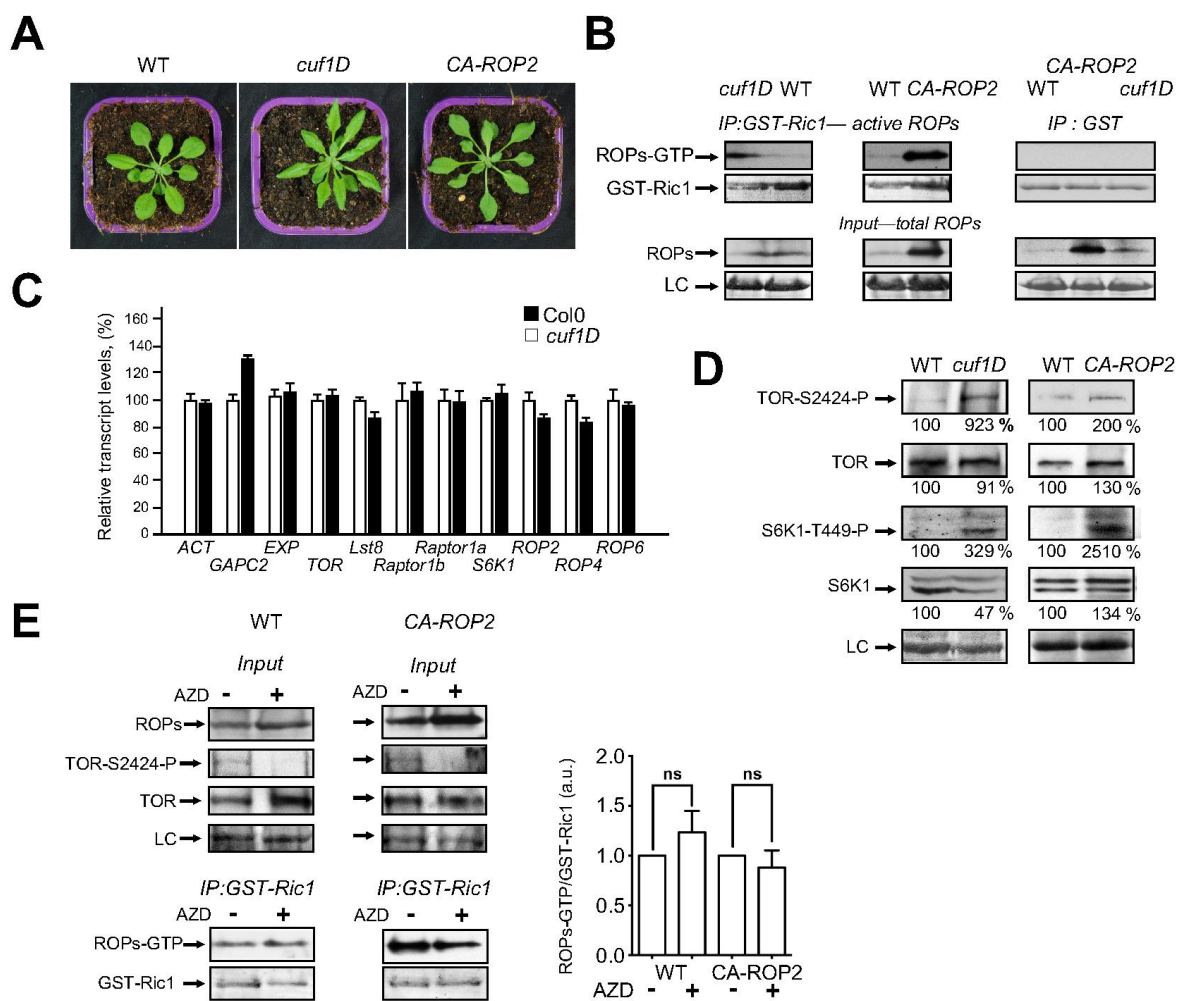 A
WT cuf1D CA-ROP2
B
CA-ROP2
cuf1D WT WT CA-ROP2 WT cuf1D
IP:GST-Ric1— active ROPs IP : GST
ROPs-GTP
GST-Ric1
Input—total ROPs
ROPs
LC
C
Relative transcript levels, (%)
160
140
120
100
80
60
40
20
0
Col0
cuf1D
ACT EXP Lst8 Raptor1a ROP2 ROP6
GAPC2 TOR Raptor1b S6K1 ROP4
D
WT cuf1D WT CA-ROP2
TOR-S2424-P
100 923 % 100 200 %
TOR
100 91 % 100 130 %
S6K1-T449-P
100 329 % 100 2510 %
S6K1
100 47 % 100 134 %
LC
E
WT CA-ROP2
Input Input
AZD - + AZD - +
ROPs
TOR-S2424-P
TOR
LC
IP:GST-Ric1 IP:GST-Ric1
AZD - + AZD - +
ROPs-GTP
GST-Ric1
ROPs-GTP/GST-Ric1 (a.u.)
2.0
1.5
1.0
0.5
0.0
ns ns
WT CA-ROP2
AZD - + - +